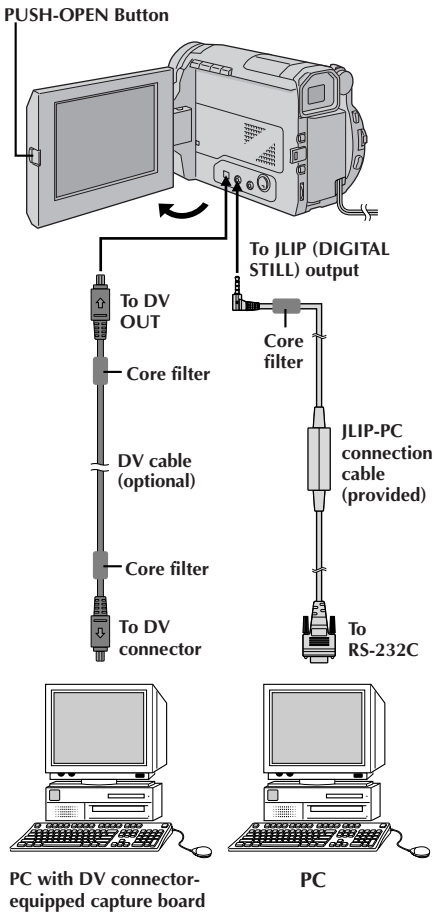 PUSH-OPEN Button
To JLIP (DIGITAL
STILL) output
To DV
OUT
Core
filter
Core filter
JLIP-PC
connection
cable
(provided)
DV cable
(optional)
Core filter
To DV
connector
To
RS-232C
PC with DV connector-
equipped capture board
PC